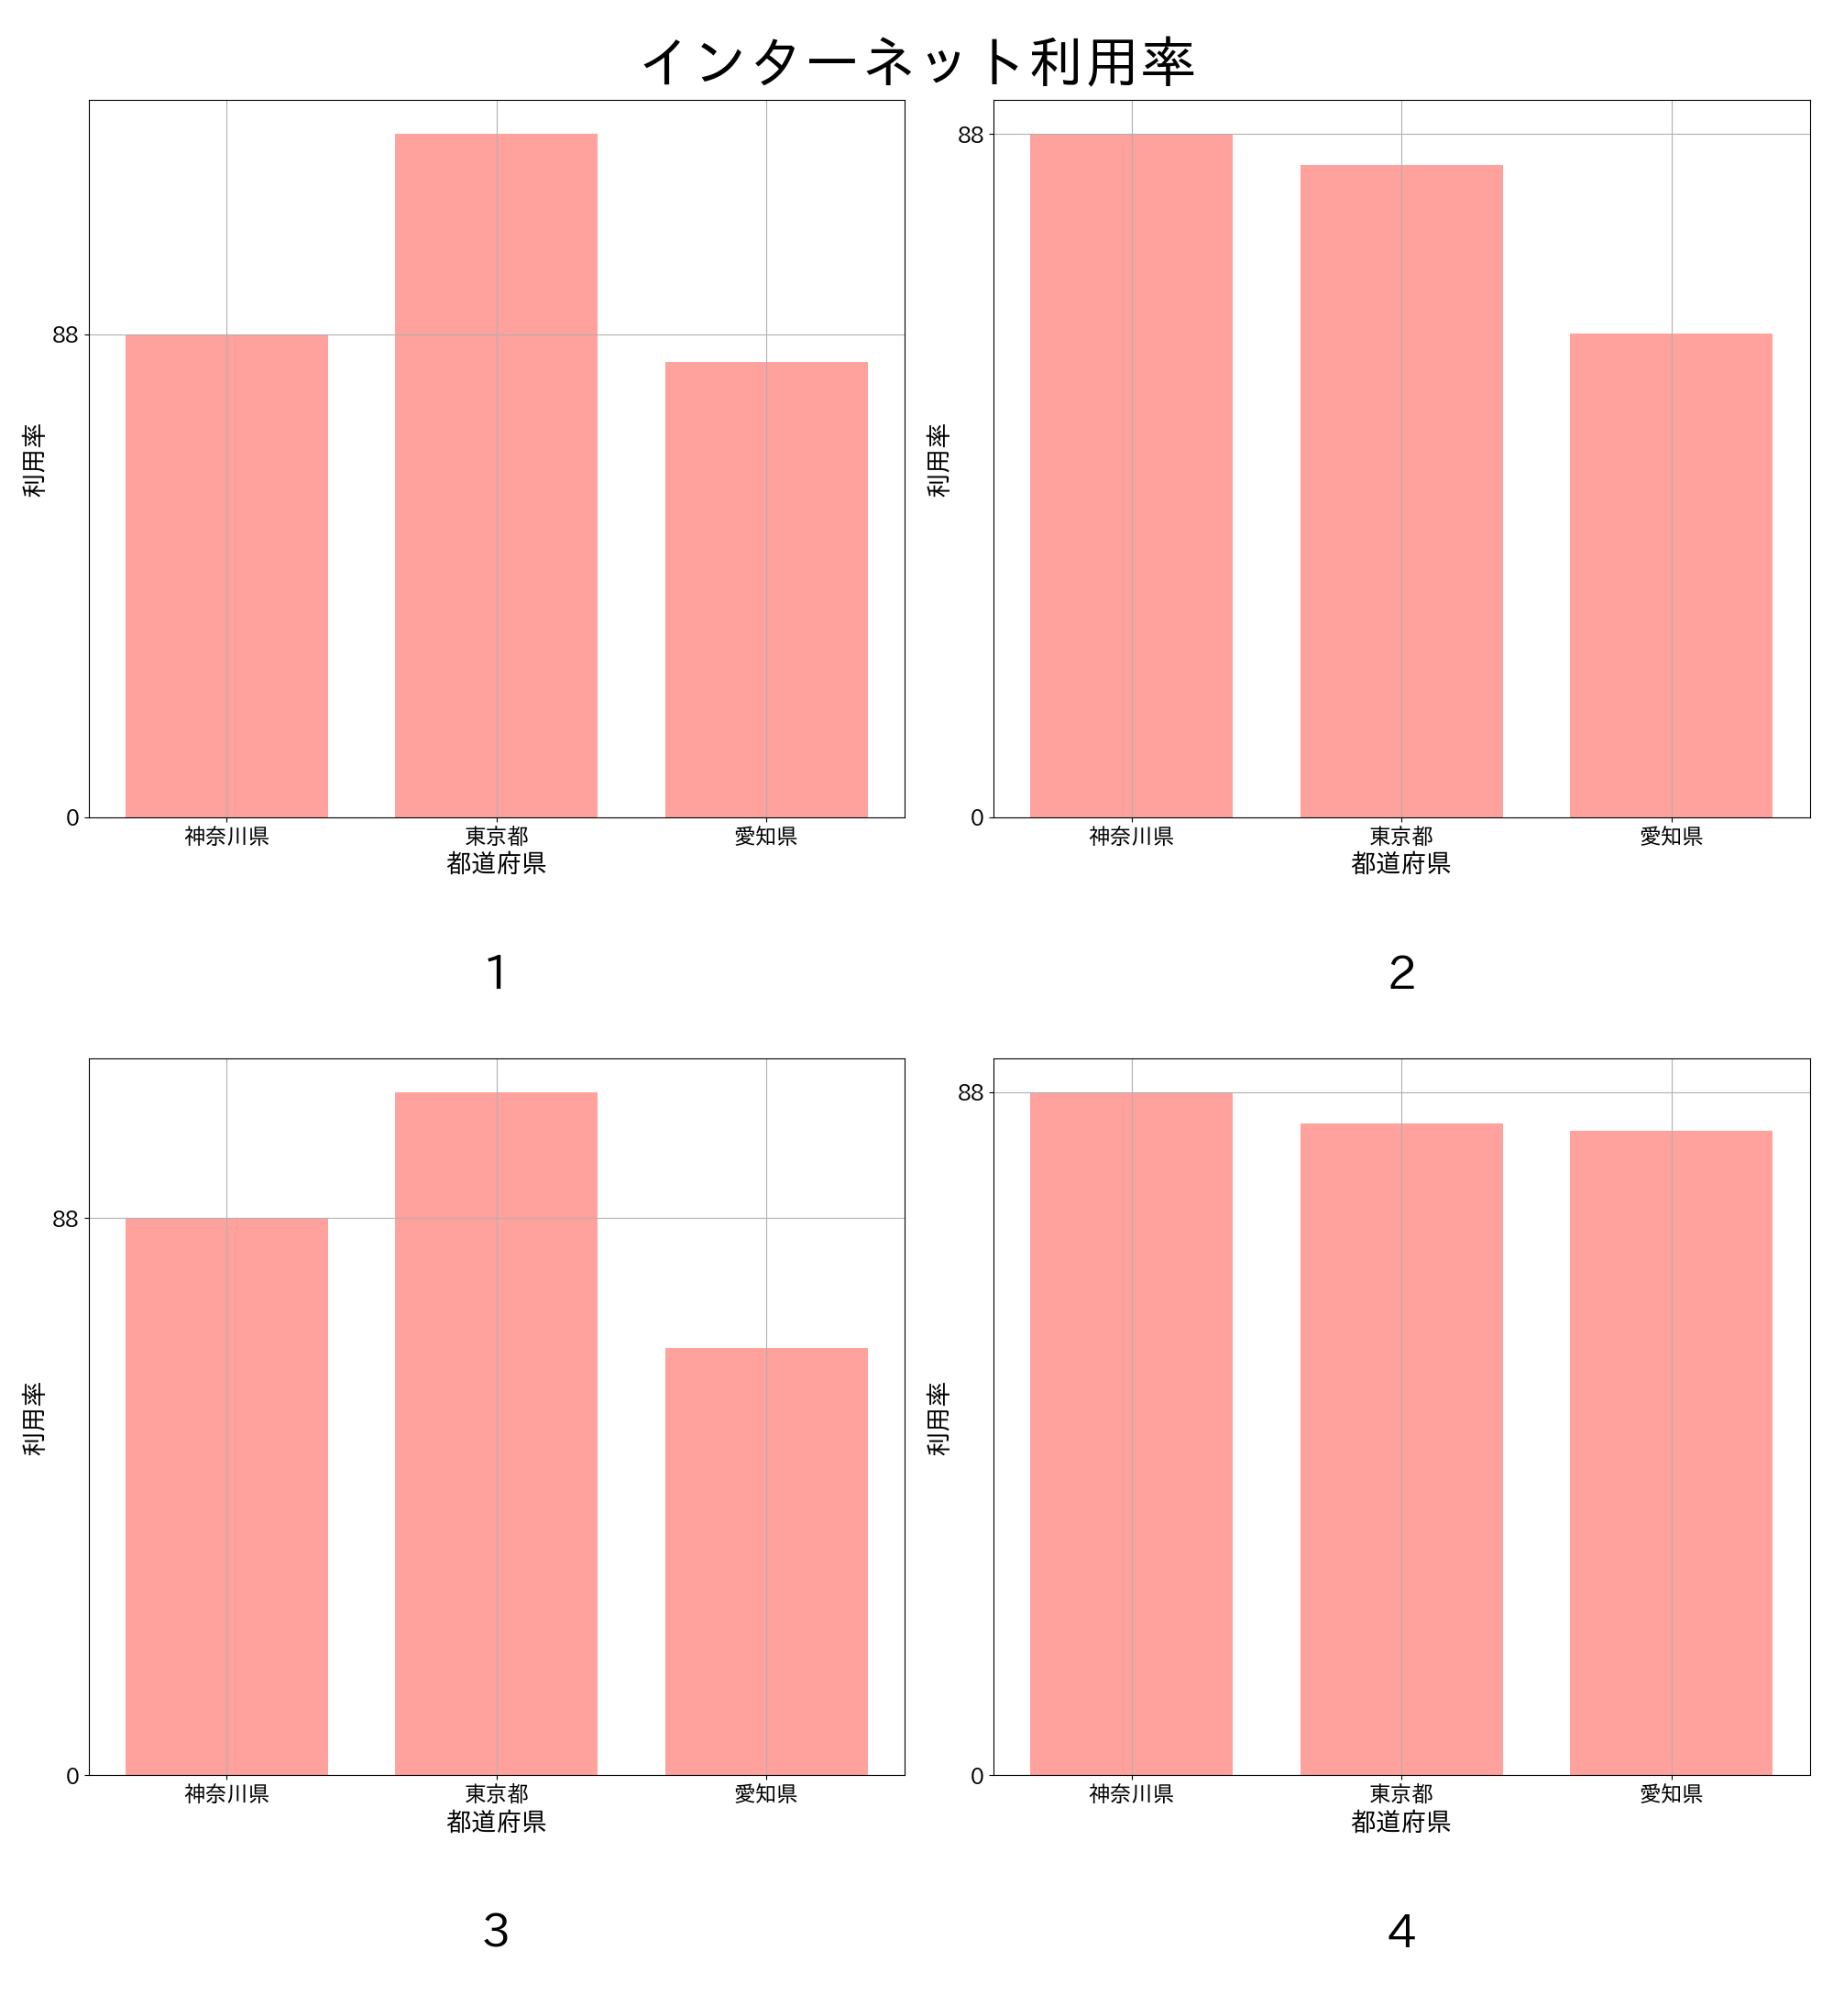 インターネット利用率
88
0
利用率
神奈川県 東京都 愛知県
都道府県
1
88
0
利用率
神奈川県 東京都 愛知県
都道府県
2
88
0
利用率
神奈川県 東京都 愛知県
都道府県
3
88
0
利用率
神奈川県 東京都 愛知県
都道府県
4